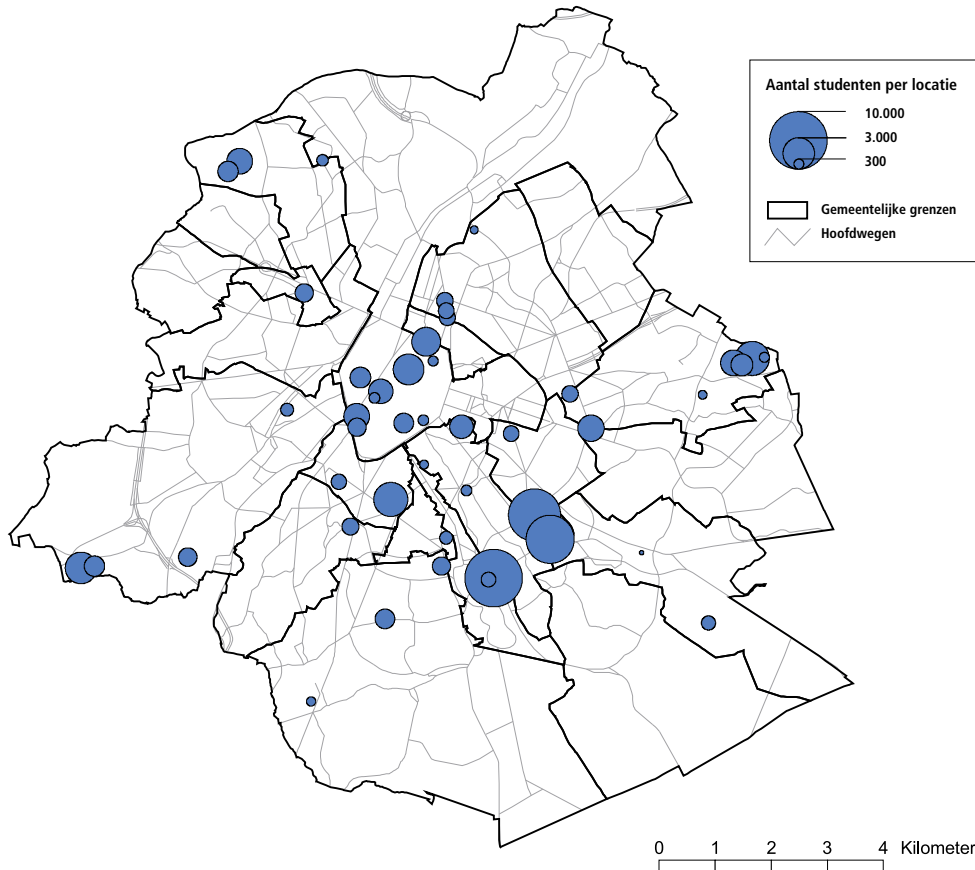 Aantal studenten per locatie
10.000
3.000
300
Gemeentelijke grenzen
Hoofdwegen
0 1 2 3 4 Kilometer